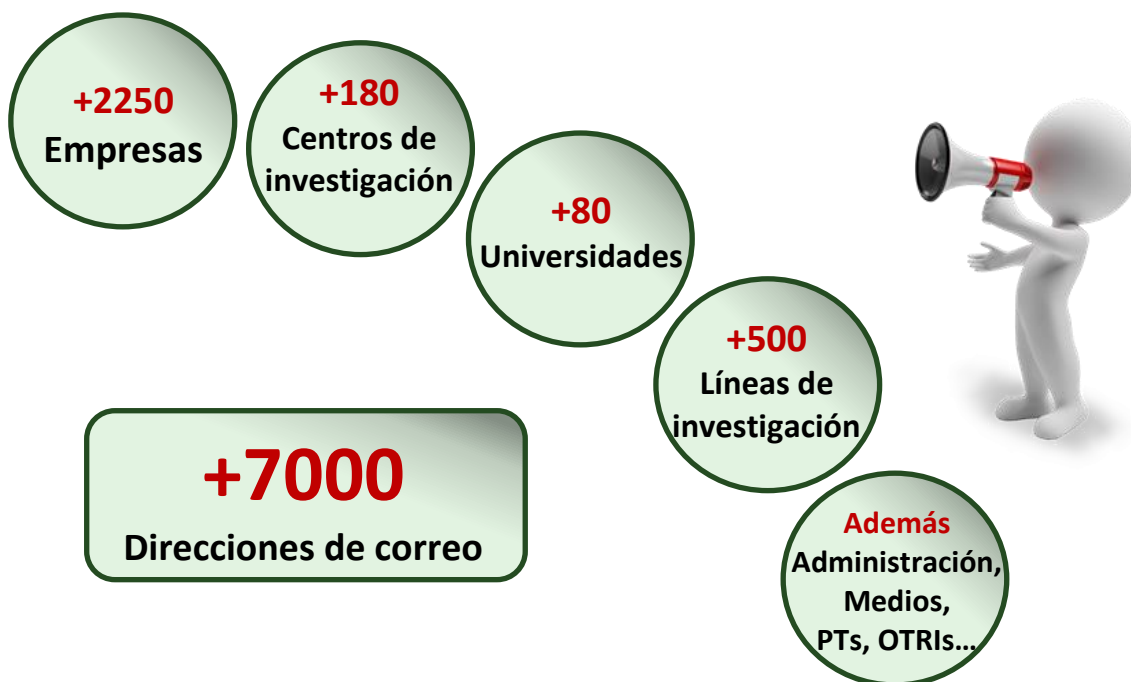 +2250
Empresas
+180
Centros de
investigación
+80
Universidades
+500
Líneas de
investigación
+7000
Direcciones de correo
Además
Administración,
Medios,
PTs, OTRIs...